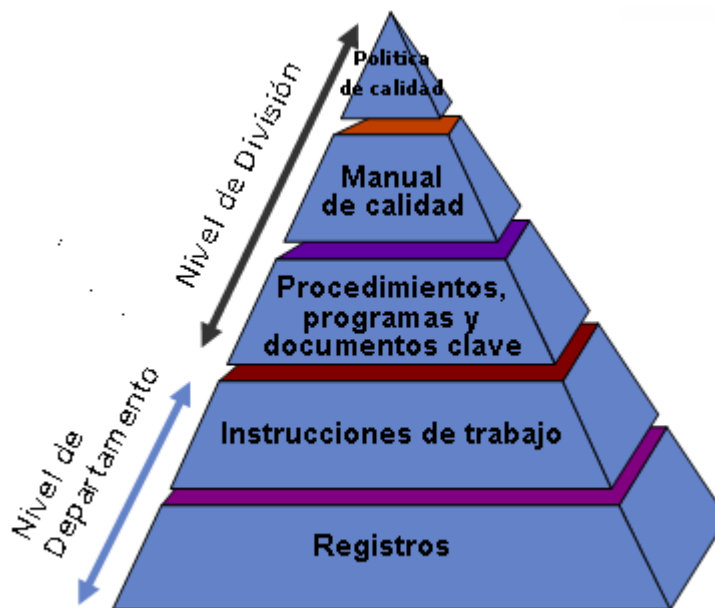 Politica
de calidad
Manual
de calidad
Procedimientos,
programas y
documentos clave
Instrucciones de trabajo
Registros
Nivel de División
Nivel de
Departamento